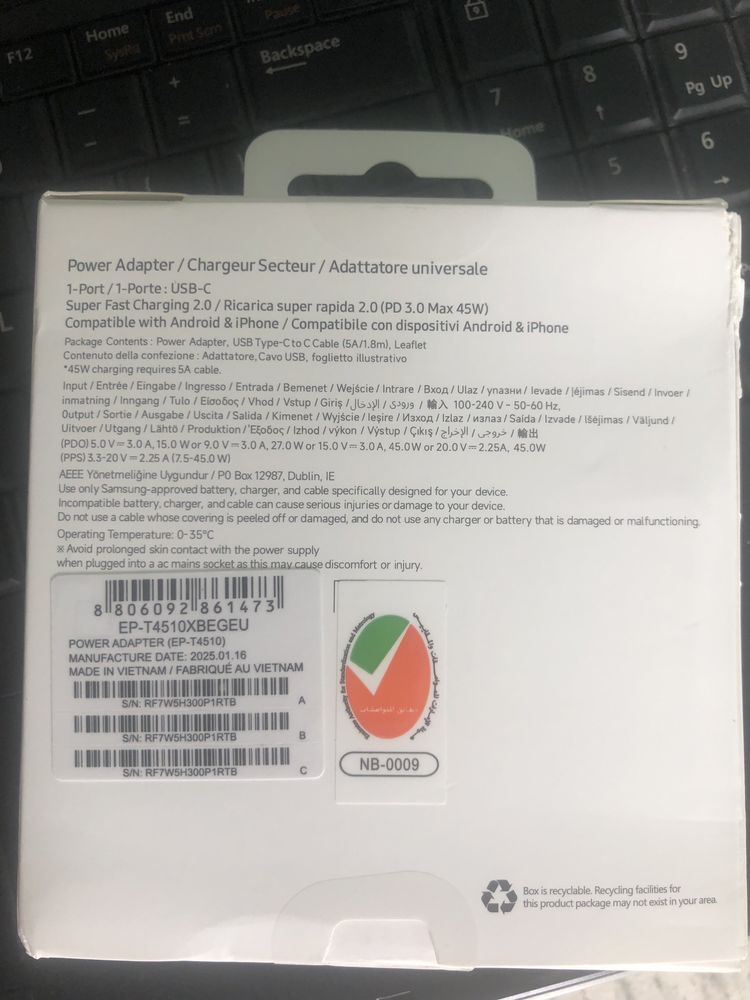 F12
Home
SysRq
End
Prnt Scrn
Pause
Backspace
7
Home
8
9
Pg Up
5
6
Power Adapter / Chargeur Secteur / Adattatore universale
1-Port / 1-Porte : USB-C
Super Fast Charging 2.0 / Ricarica super rapida 2.0 (PD 3.0 Max 45W)
Compatible with Android & iPhone / Compatibile con dispositivi Android & iPhone
Package Contents : Power Adapter, USB Type-C to C Cable (5A/1.8m), Leaflet
Contenuto della confezione : Adattatore, Cavo USB, foglietto illustrativo
*45W charging requires 5A cable.
Input / Entrée / Eingabe / Ingresso / Entrada / Bemenet / Wejście / Intrare / Вход / Ulaz / упазни / Ievade / Įėjimas / Sisend / Invoer /
inmatning / Inngang / Tulo / Είσοδος / Vhod / Vstup / Giriş / الإدخال / ورودی / 輸入 100-240 V ~ 50-60 Hz,
Output / Sortie / Ausgabe / Uscita / Salida / Kimenet / Wyjście / Ieşire / Изход / Izlaz / излаз / Saída / Izvade / Išėjimas / Väljund /
Uitvoer / Utgang / Lähtö / Produktion / Έξοδος / Izhod / výkon / Výstup / Çıkış / الإخراج / خروجی / 輸出
(PDO) 5.0 V⎓3.0 A, 15.0 W or 9.0 V⎓3.0 A, 27.0 W or 15.0 V⎓3.0 A, 45.0W or 20.0 V⎓2.25A, 45.0W
(PPS) 3.3-20 V⎓2.25 A (7.5-45.0 W)
AEEE Yönetmeliğine Uygundur / PO Box 12987, Dublin, IE
Use only Samsung-approved battery, charger, and cable specifically designed for your device.
Incompatible battery, charger, and cable can cause serious injuries or damage to your device.
Do not use a cable whose covering is peeled off or damaged, and do not use any charger or battery that is damaged or malfunctioning.
Operating Temperature: 0-35°C
※ Avoid prolonged skin contact with the power supply
when plugged into a ac mains socket as this may cause discomfort or injury.
8 806092 861473
EP-T4510XBEGEU
POWER ADAPTER (EP-T4510)
MANUFACTURE DATE: 2025.01.16
MADE IN VIETNAM / FABRIQUÉ AU VIETNAM
S/N: RF7W5H300P1RTB A
S/N: RF7W5H300P1RTB B
S/N: RF7W5H300P1RTB C
Authority for Standardization and Metrology
NB-0009
Box is recyclable. Recycling facilities for
this product package may not exist in your area.